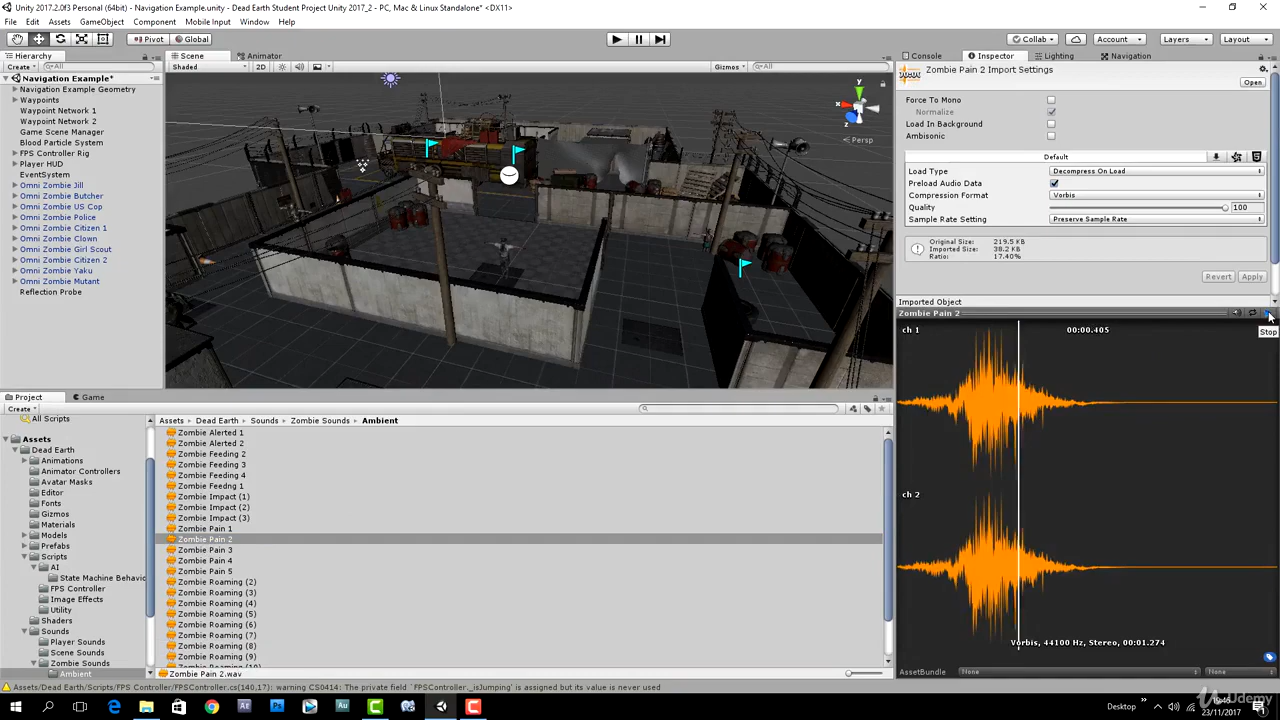 Unity 2017.2.0f3 Personal (64bit) - Navigation Example.unity - Dead Earth Student Project Unity 2017_2 - PC, Mac & Linux Standalone* <DX11>
File Edit Assets GameObject Component Mobile Input Window Help
Pivot Global Collab Account Layers Layout
Hierarchy Scene Animator Console Inspector Lighting Navigation
Create All Shaded 2D Gizmos All
Navigation Example*
Navigation Example Geometry
Waypoints
Waypoint Network 1
Waypoint Network 2
Game Scene Manager
Blood Particle System
FPS Controller Rig
Player HUD
EventSystem
Omni Zombie Jill
Omni Zombie Butcher
Omni Zombie US Cop
Omni Zombie Police
Omni Zombie Citizen 1
Omni Zombie Clown
Omni Zombie Girl Scout
Omni Zombie Citizen 2
Omni Zombie Yaku
Omni Zombie Mutant
Reflection Probe
y
x
z
Persp
Zombie Pain 2 Import Settings
Open
Force To Mono
Normalize
Load In Background
Ambisonic
Default
Load Type Decompress On Load
Preload Audio Data
Compression Format Vorbis
Quality 100
Sample Rate Setting Preserve Sample Rate
Original Size: 219.5 KB
Imported Size: 38.2 KB
Ratio: 17.40%
Revert Apply
Imported Object
Zombie Pain 2
Stop
ch 1 00:00.405
ch 2
Vorbis, 44100 Hz, Stereo, 00:01.274
AssetBundle None None
Project Game
Create
All Scripts
Assets
Dead Earth
Animations
Animator Controllers
Avatar Masks
Editor
Fonts
Gizmos
Materials
Models
Prefabs
Scripts
AI
State Machine Behavio
FPS Controller
Image Effects
Utility
Shaders
Sounds
Player Sounds
Scene Sounds
Zombie Sounds
Ambient
Assets Dead Earth Sounds Zombie Sounds Ambient
Zombie Alerted 1
Zombie Alerted 2
Zombie Feeding 2
Zombie Feeding 3
Zombie Feeding 4
Zombie Feedng 1
Zombie Impact (1)
Zombie Impact (2)
Zombie Impact (3)
Zombie Pain 1
Zombie Pain 2
Zombie Pain 3
Zombie Pain 4
Zombie Pain 5
Zombie Roaming (2)
Zombie Roaming (3)
Zombie Roaming (4)
Zombie Roaming (5)
Zombie Roaming (6)
Zombie Roaming (7)
Zombie Roaming (8)
Zombie Roaming (9)
Zombie Roaming (10)
Zombie Pain 2.wav
Assets/Dead Earth/Scripts/FPS Controller/FPSController.cs(140,17): warning CS0414: The private field `FPSController._isJumping' is assigned but its value is never used
Ae Ps Au
Desktop
23/11/2017
Udemy